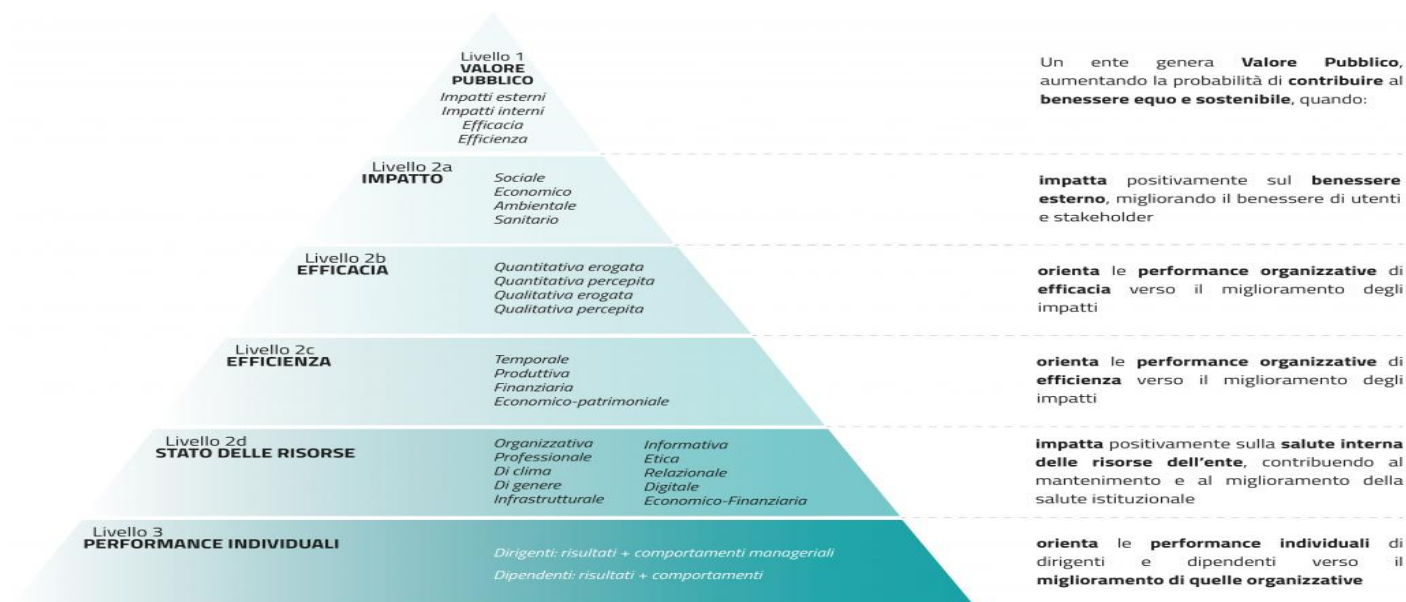 Livello 1
VALORE
PUBBLICO
Impatti esterni
Impatti interni
Efficacia
Efficienza
Un ente genera Valore Pubblico,
aumentando la probabilità di contribuire al
benessere equo e sostenibile, quando:
Livello 2a
IMPATTO
Sociale
Economico
Ambientale
Sanitario
impatta positivamente sul benessere
esterno, migliorando il benessere di utenti
e stakeholder
Livello 2b
EFFICACIA
Quantitativa erogata
Quantitativa percepita
Qualitativa erogata
Qualitativa percepita
orienta le performance organizzative di
efficacia verso il miglioramento degli
impatti
Livello 2c
EFFICIENZA
Temporale
Produttiva
Finanziaria
Economico-patrimoniale
orienta le performance organizzative di
efficienza verso il miglioramento degli
impatti
Livello 2d
STATO DELLE RISORSE
Organizzativa
Professionale
Di clima
Di genere
Infrastrutturale
Informativa
Etica
Relazionale
Digitale
Economico-Finanziaria
impatta positivamente sulla salute interna
delle risorse dell'ente, contribuendo al
mantenimento e al miglioramento della
salute istituzionale
Livello 3
PERFORMANCE INDIVIDUALI
Dirigenti: risultati + comportamenti manageriali
Dipendenti: risultati + comportamenti
orienta le performance individuali di
dirigenti e dipendenti verso il
miglioramento di quelle organizzative